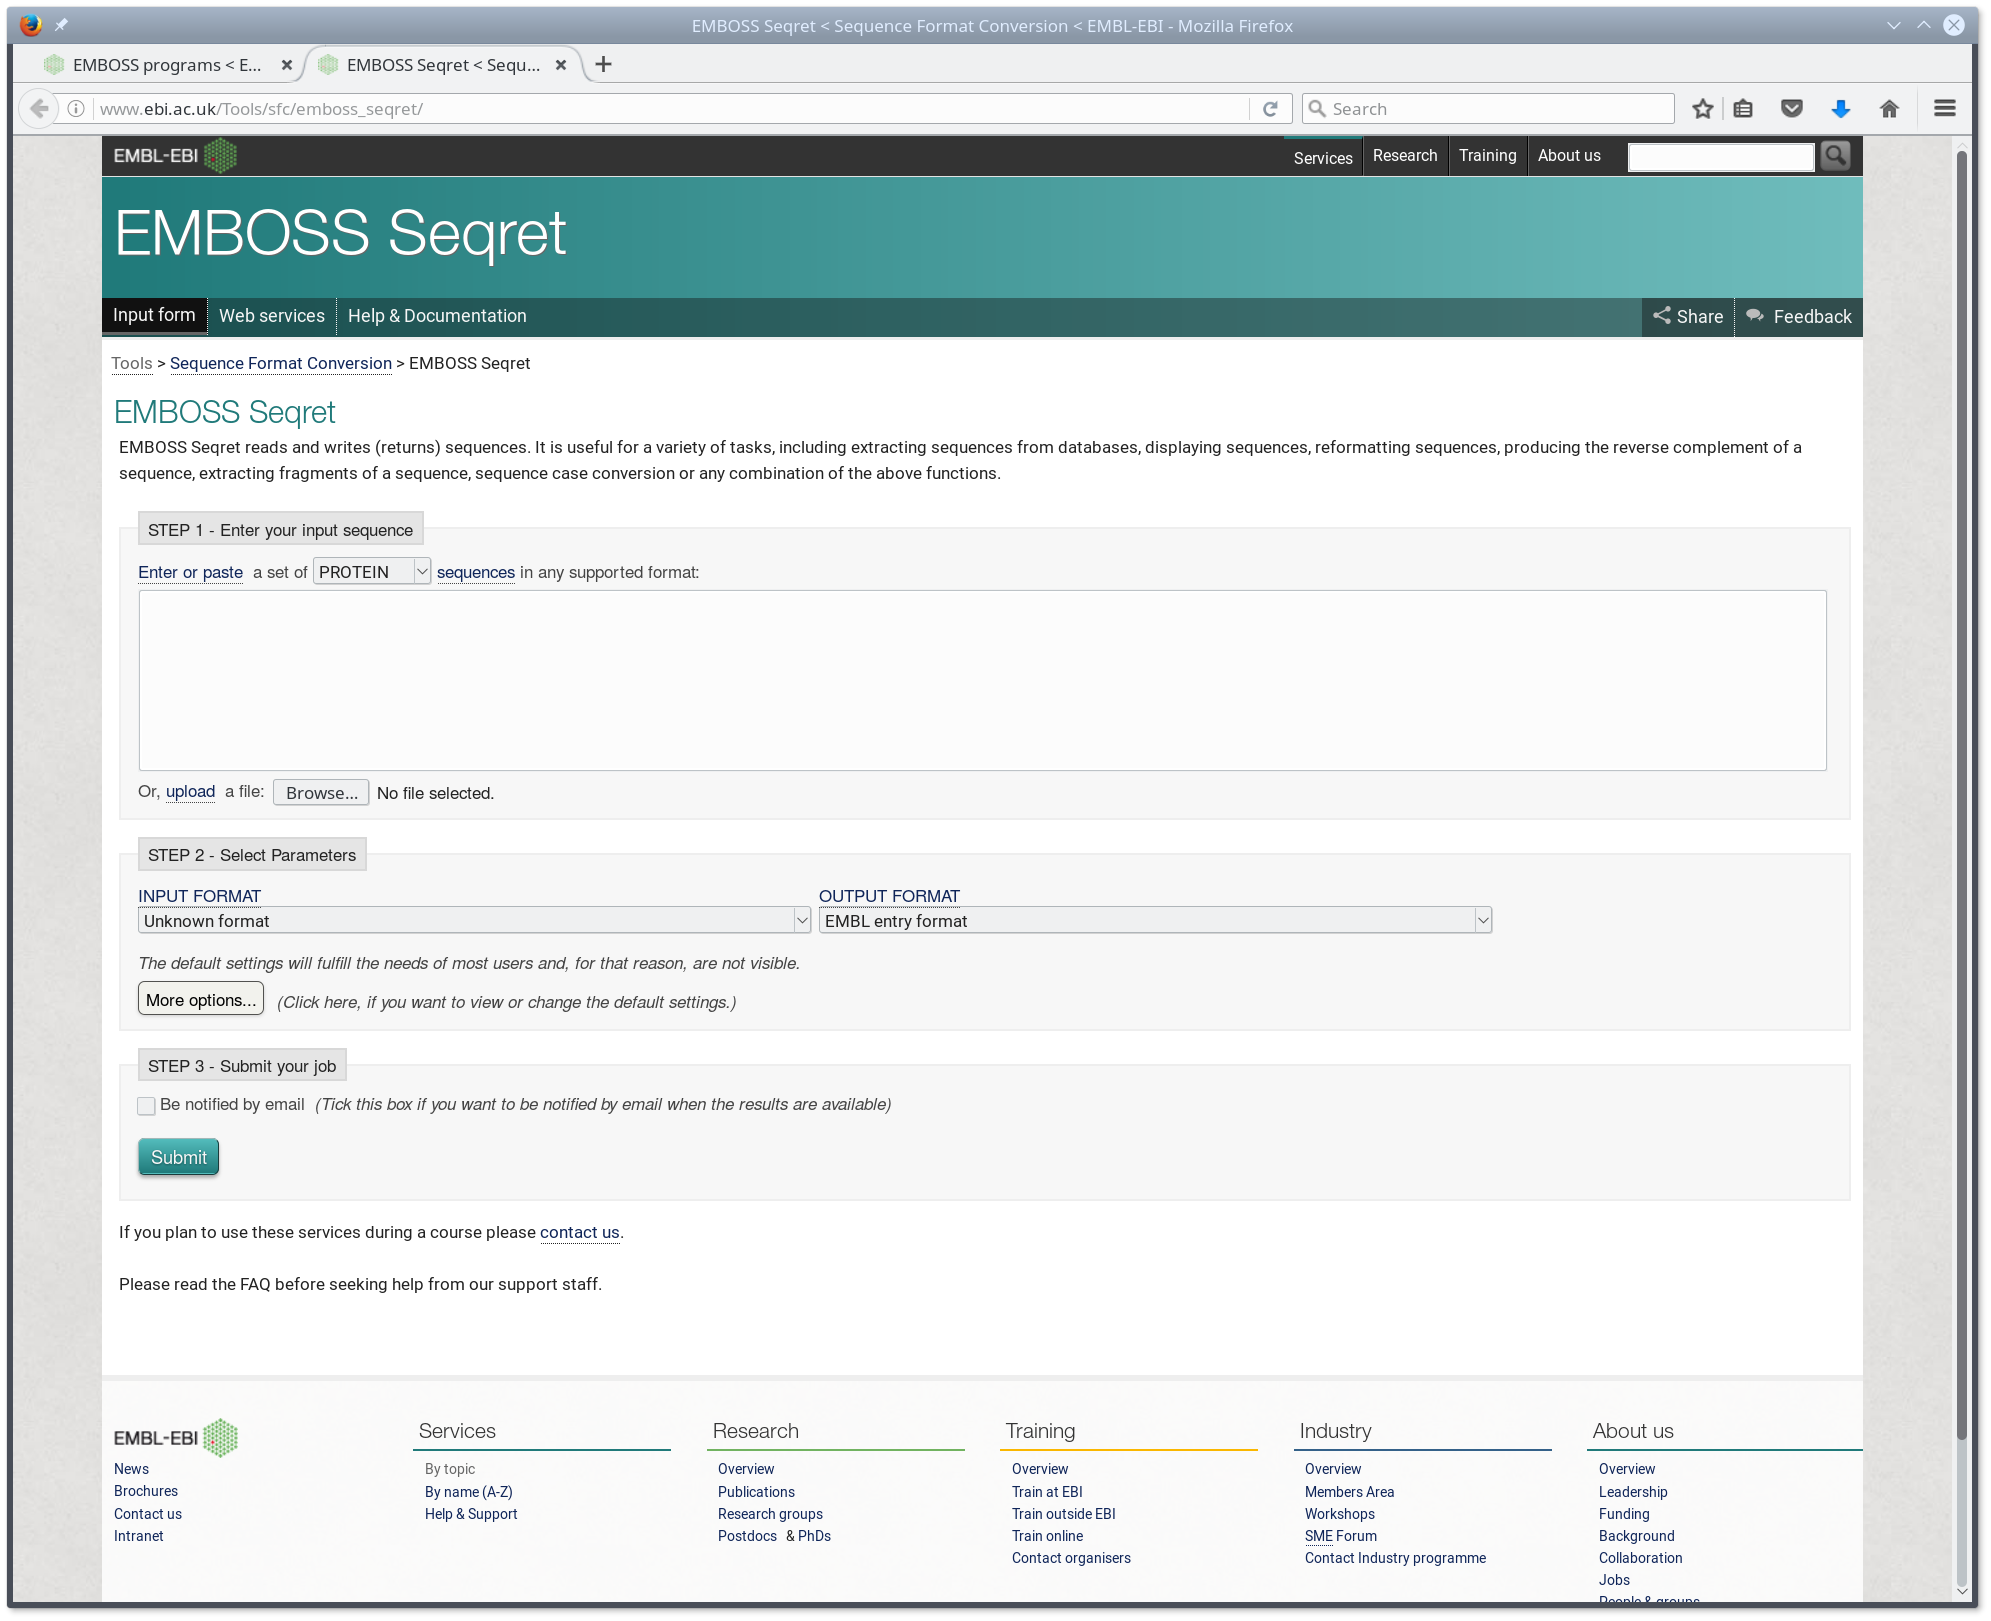 EMBOSS Seqret < Sequence Format Conversion < EMBL-EBI - Mozilla Firefox
EMBOSS programs < E...
EMBOSS Seqret < Sequ...
www.ebi.ac.uk/Tools/sfc/emboss_seqret/
Search
EMBL-EBI
Services
Research
Training
About us
EMBOSS Seqret
Input form
Web services
Help & Documentation
Share
Feedback
Tools > Sequence Format Conversion > EMBOSS Seqret
EMBOSS Seqret
EMBOSS Seqret reads and writes (returns) sequences. It is useful for a variety of tasks, including extracting sequences from databases, displaying sequences, reformatting sequences, producing the reverse complement of a
sequence, extracting fragments of a sequence, sequence case conversion or any combination of the above functions.
STEP 1 - Enter your input sequence
Enter or paste a set of PROTEIN sequences in any supported format:
Or, upload a file: Browse... No file selected.
STEP 2 - Select Parameters
INPUT FORMAT
OUTPUT FORMAT
Unknown format
EMBL entry format
The default settings will fulfill the needs of most users and, for that reason, are not visible.
More options... (Click here, if you want to view or change the default settings.)
STEP 3 - Submit your job
Be notified by email (Tick this box if you want to be notified by email when the results are available)
Submit
If you plan to use these services during a course please contact us.
Please read the FAQ before seeking help from our support staff.
EMBL-EBI
News
Brochures
Contact us
Intranet
Services
By topic
By name (A-Z)
Help & Support
Research
Overview
Publications
Research groups
Postdocs & PhDs
Training
Overview
Train at EBI
Train outside EBI
Train online
Contact organisers
Industry
Overview
Members Area
Workshops
SME Forum
Contact Industry programme
About us
Overview
Leadership
Funding
Background
Collaboration
Jobs
People & groups